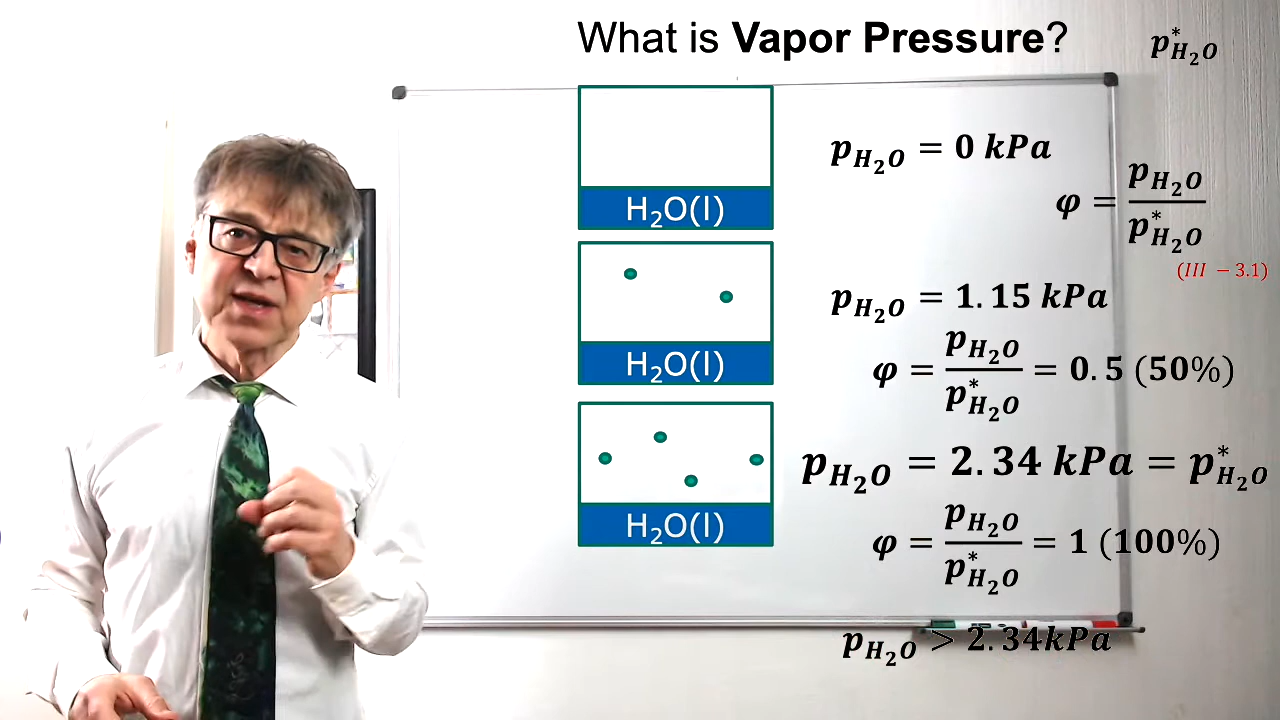 What is Vapor Pressure?
p*H₂O
H₂O(l)
pH₂O = 0 kPa
φ = pH₂O / p*H₂O
(III − 3.1)
H₂O(l)
pH₂O = 1.15 kPa
φ = pH₂O / p*H₂O = 0.5 (50%)
H₂O(l)
pH₂O = 2.34 kPa = p*H₂O
φ = pH₂O / p*H₂O = 1 (100%)
pH₂O > 2.34kPa